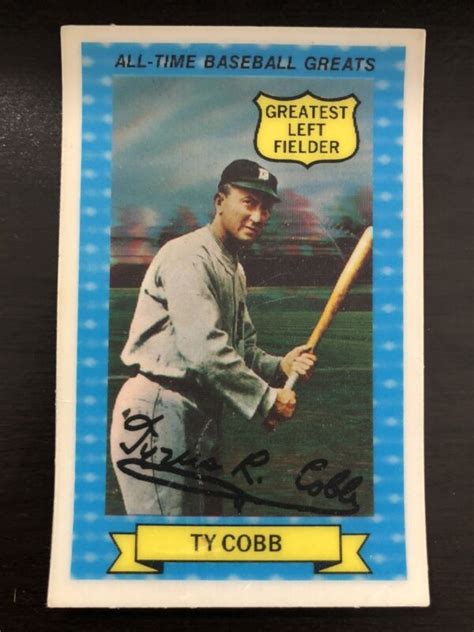 ALL-TIME BASEBALL GREATS
GREATEST
LEFT
FIELDER
Tyrus R. Cobb
TY COBB